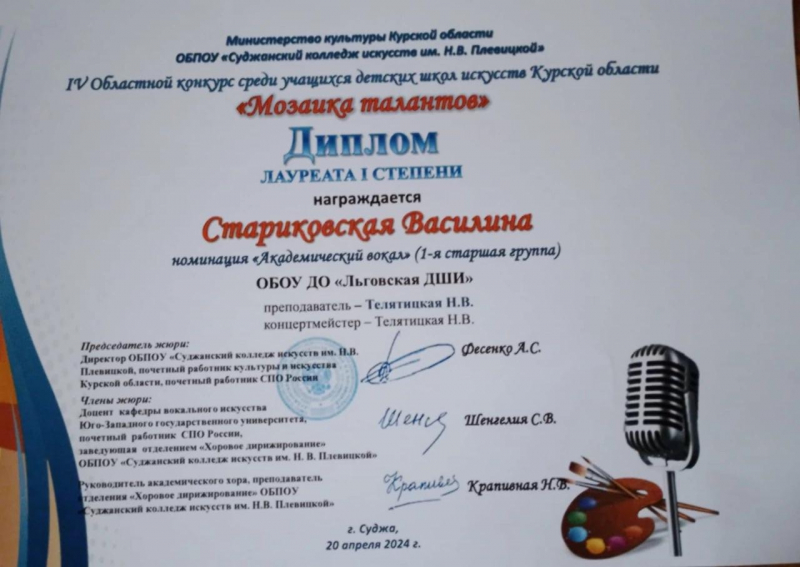 Министерство культуры Курской области
ОБПОУ «Суджанский колледж искусств им. Н.В. Плевицкой»
IV Областной конкурс среди учащихся детских школ искусств Курской области
«Мозаика талантов»
Диплом
ЛАУРЕАТА I СТЕПЕНИ
награждается
Стариковская Василина
номинация «Академический вокал» (1-я старшая группа)
ОБОУ ДО «Льговская ДШИ»
преподаватель – Телятицкая Н.В.
концертмейстер – Телятицкая Н.В.
Председатель жюри:
Директор ОБПОУ «Суджанский колледж искусств им. Н.В.
Плевицкой, почетный работник культуры и искусства
Курской области, почетный работник СПО России
Фесенко А.С.
Члены жюри:
Доцент кафедры вокального искусства
Юго-Западного государственного университета,
почетный работник СПО России,
заведующая отделением «Хоровое дирижирование»
ОБПОУ «Суджанский колледж искусств им. Н. В. Плевицкой»
Шенг
Шенгелия С.В.
Руководитель академического хора, преподаватель
отделения «Хоровое дирижирование» ОБПОУ
«Суджанский колледж искусств им. Н.В. Плевицкой»
Крапивн
Крапивная Н.В.
г. Суджа,
20 апреля 2024 г.